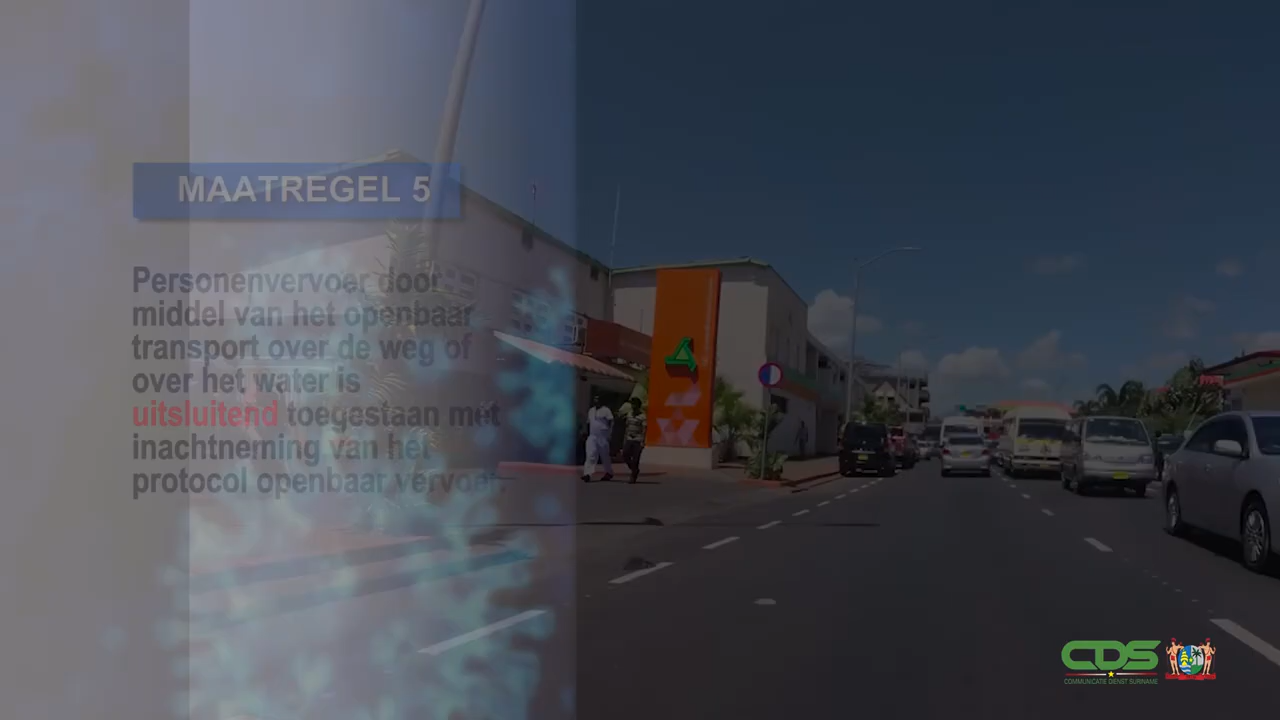 MAATREGEL 5
Personenvervoer door
middel van het openbaar
transport over de weg of
over het water is
uitsluitend toegestaan met
inachtneming van het
protocol openbaar vervoer.
CDS
COMMUNICATIE DIENST SURINAME